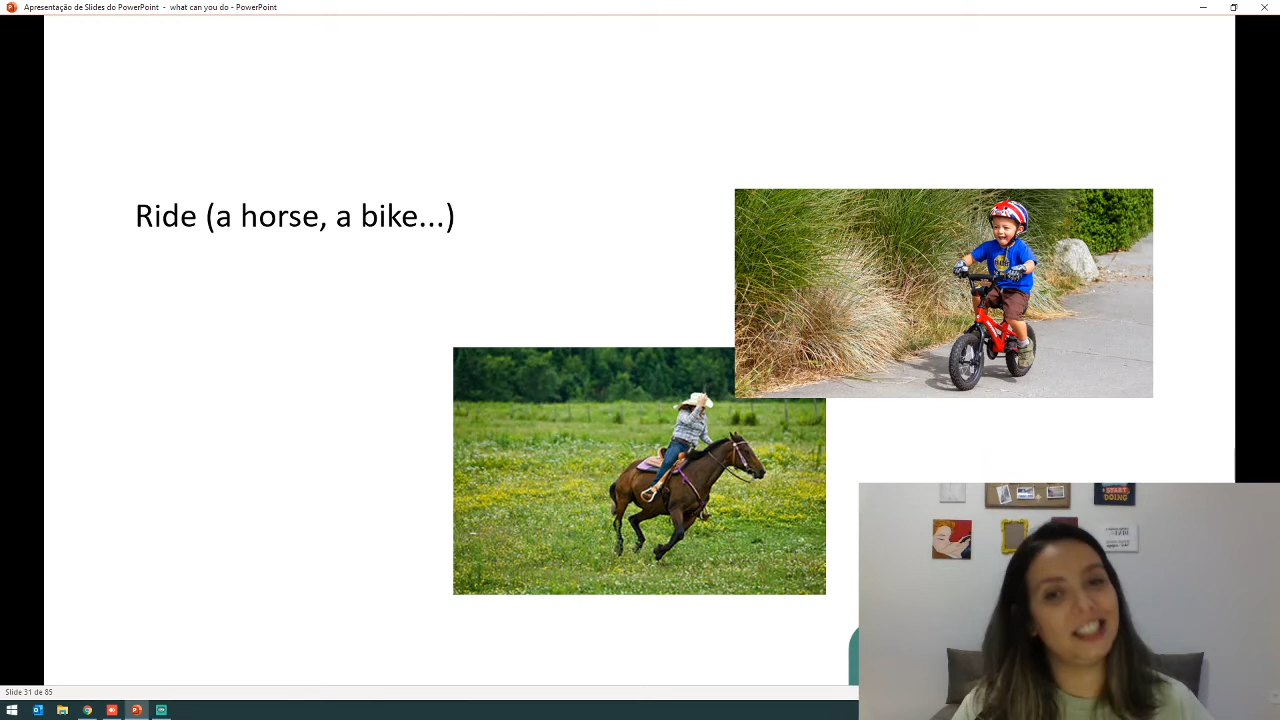 Apresentação de Slides do PowerPoint - what can you do - PowerPoint
Ride (a horse, a bike...)
START
DOING
Slide 31 de 85